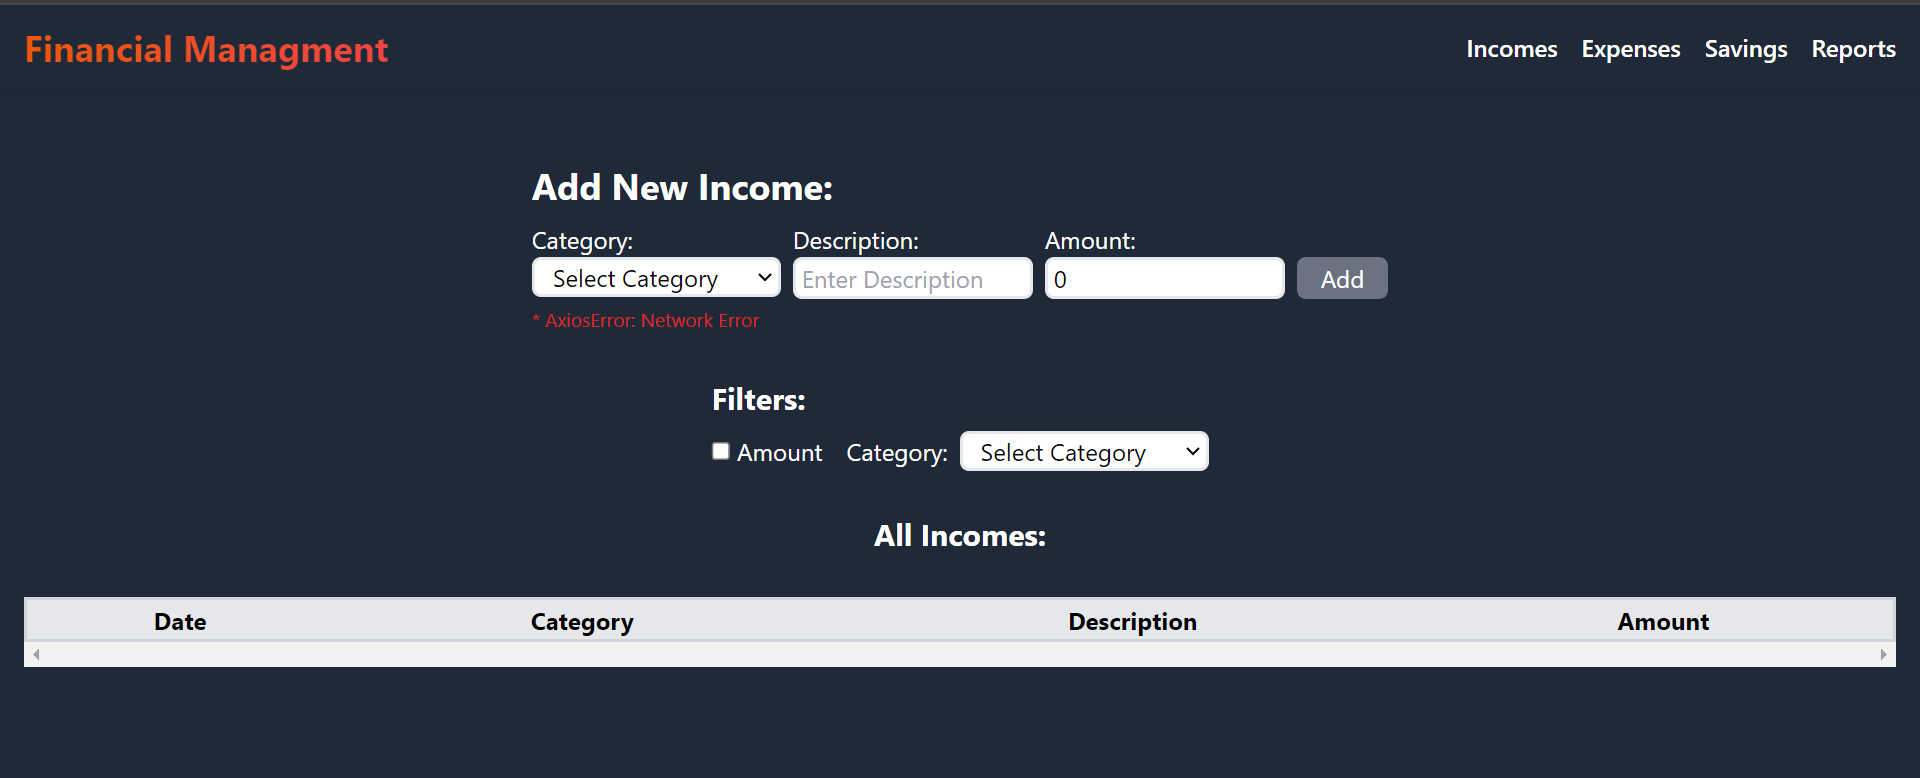 Financial Managment
Incomes Expenses Savings Reports
Add New Income:
Category: Description: Amount:
Select Category Enter Description 0 Add
* AxiosError: Network Error
Filters:
Amount Category: Select Category
All Incomes:
Date Category Description Amount